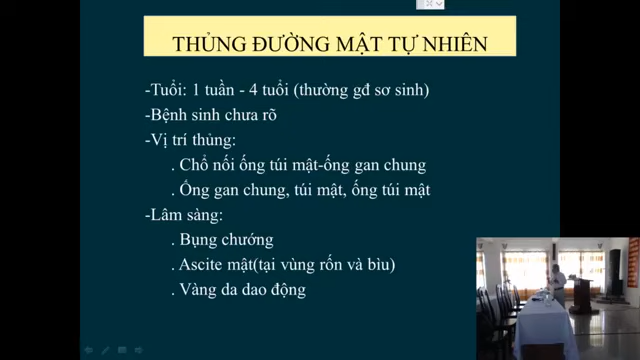 THỦNG ĐƯỜNG MẬT TỰ NHIÊN
-Tuổi: 1 tuần - 4 tuổi (thường gđ sơ sinh)
-Bệnh sinh chưa rõ
-Vị trí thủng:
. Chổ nối ống túi mật-ống gan chung
. Ống gan chung, túi mật, ống túi mật
-Lâm sàng:
. Bụng chướng
. Ascite mật(tại vùng rốn và bìu)
. Vàng da dao động